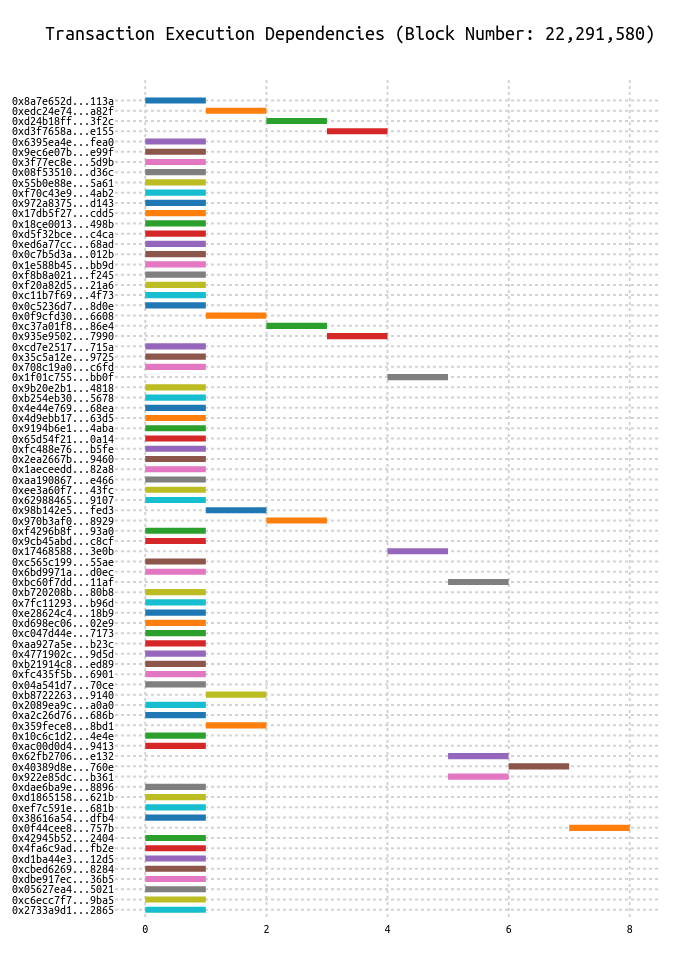 Transaction Execution Dependencies (Block Number: 22,291,580)
0x8a7e652d...113a
0xedc24e74...a82f
0xd24b18ff...3f2c
0xd3f7658a...e155
0x6395ea4e...fea0
0x9ec6e07b...e99f
0x3f77ec8e...5d9b
0x08f53510...d36c
0x55b0e88e...5a61
0xf70c43e9...4ab2
0x972a8375...d143
0x17db5f27...cdd5
0x18ce0013...498b
0xd5f32bce...c4ca
0xed6a77cc...68ad
0x0c7b5d3a...012b
0x1e588b45...bb9d
0xf8b8a021...f245
0xf20a82d5...21a6
0xc11b7f69...4f73
0x0c5236d7...8d0e
0x0f9cfd30...6608
0xc37a01f8...86e4
0x935e9502...7990
0xcd7e2517...715a
0x35c5a12e...9725
0x708c19a0...c6fd
0x1f01c755...bb0f
0x9b20e2b1...4818
0xb254eb30...5678
0x4e44e769...68ea
0x4d9ebb17...63d5
0x9194b6e1...4aba
0x65d54f21...0a14
0xfc488e76...b5fe
0x2ea2667b...9460
0x1aeceedd...82a8
0xaa190867...e466
0xee3a60f7...43fc
0x62988465...9107
0x98b142e5...fed3
0x970b3af0...8929
0xf4296b8f...93a0
0x9cb45abd...c8cf
0x17468588...3e0b
0xc565c199...55ae
0x6bd9971a...d0ec
0xbc60f7dd...11af
0xb720208b...80b8
0x7fc11293...b96d
0xe28624c4...18b9
0xd698ec06...02e9
0xc047d44e...7173
0xaa927a5e...b23c
0x4771902c...9d5d
0xb21914c8...ed89
0xfc435f5b...6901
0x04a541d7...70ce
0xb8722263...9140
0x2089ea9c...a0a0
0xa2c26d76...686b
0x359fece8...8bd1
0x10c6c1d2...4e4e
0xac00d0d4...9413
0x62fb2706...e132
0x40389d8e...760e
0x922e85dc...b361
0xdae6ba9e...8896
0xd1865158...621b
0xef7c591e...681b
0x38616a54...dfb4
0x0f44cee8...757b
0x42945b52...2404
0x4fa6c9ad...fb2e
0xd1ba44e3...12d5
0xcbed6269...8284
0xdbe917ec...36b5
0x05627ea4...5021
0xc6ecc7f7...9ba5
0x2733a9d1...2865
0 2 4 6 8